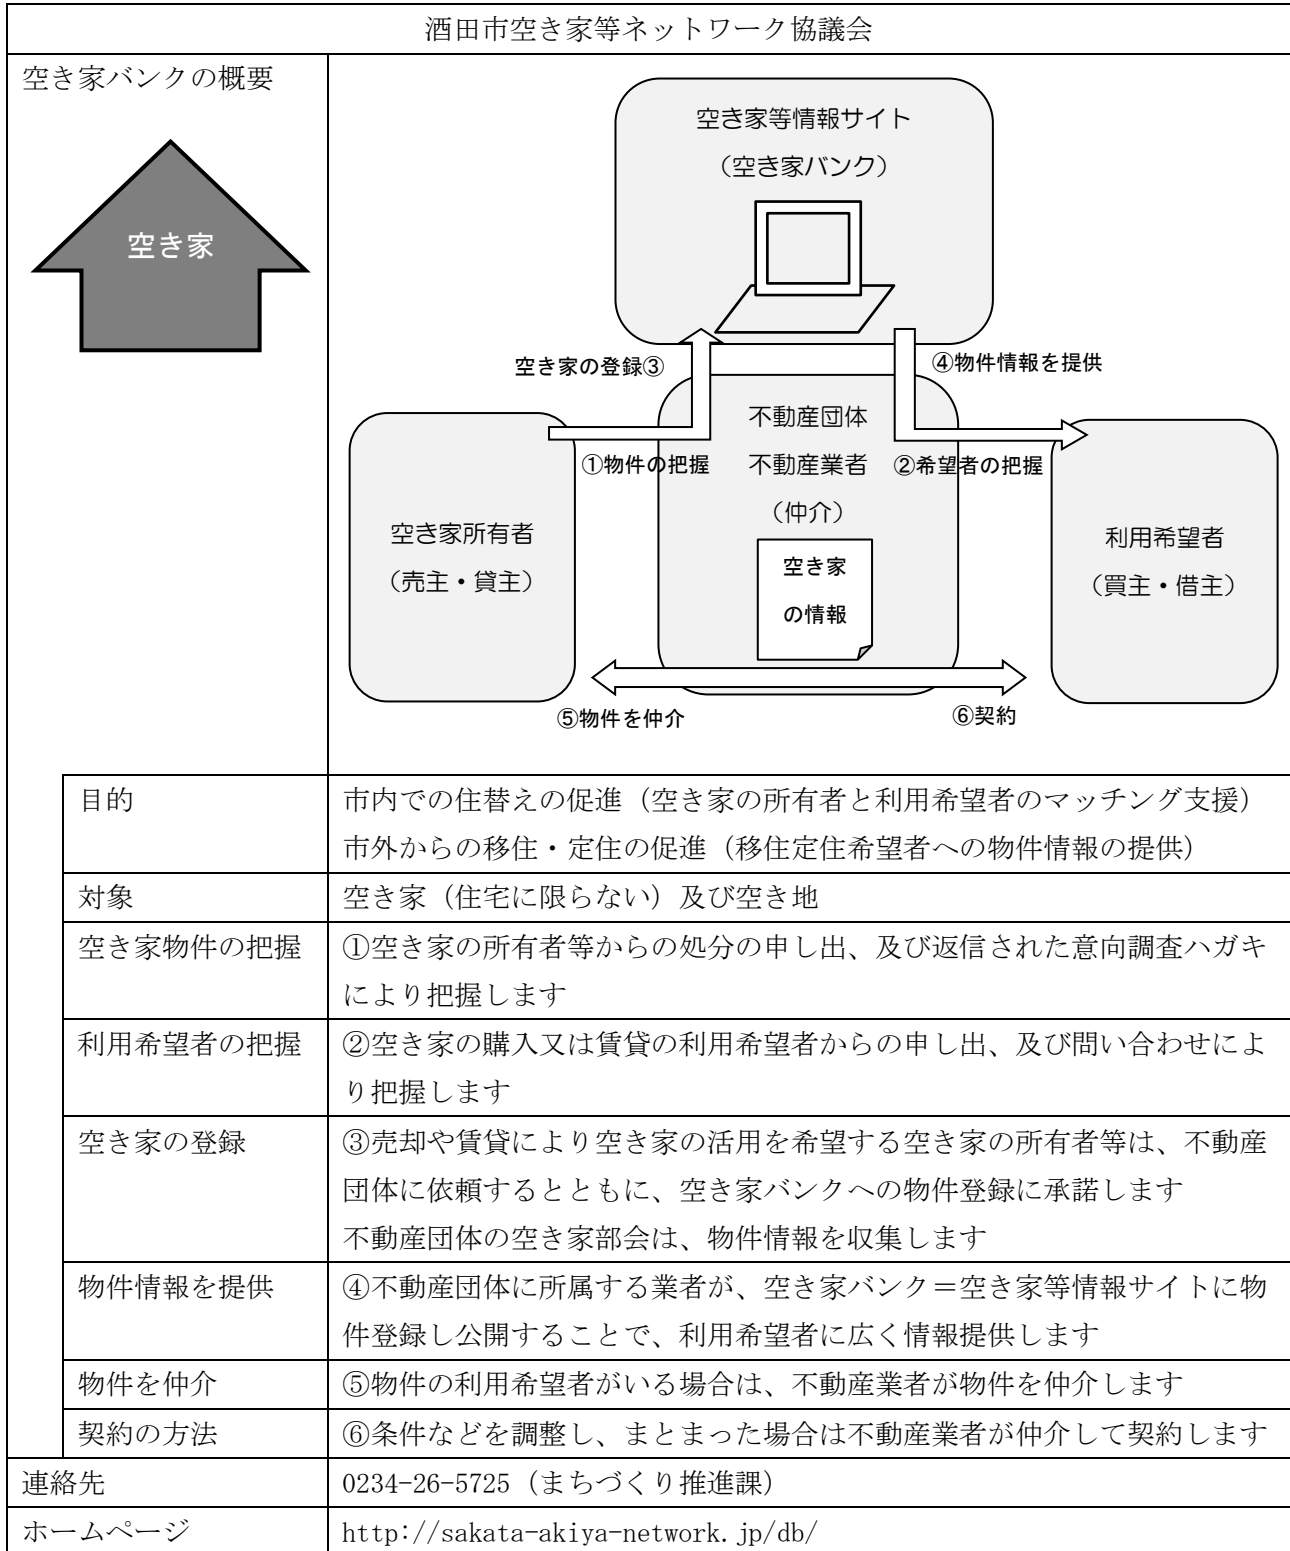 酒田市空き家等ネットワーク協議会
空き家バンクの概要
空き家
空き家等情報サイト
（空き家バンク）
空き家の登録③
④物件情報を提供
不動産団体
①物件の把握
不動産業者
②希望者の把握
（仲介）
空き家所有者
（売主・貸主）
空き家
の情報
利用希望者
（買主・借主）
⑤物件を仲介
⑥契約
目的
市内での住替えの促進（空き家の所有者と利用希望者のマッチング支援）
市外からの移住・定住の促進（移住定住希望者への物件情報の提供）
対象
空き家（住宅に限らない）及び空き地
空き家物件の把握
①空き家の所有者等からの処分の申し出、及び返信された意向調査ハガキ
により把握します
利用希望者の把握
②空き家の購入又は賃貸の利用希望者からの申し出、及び問い合わせによ
り把握します
空き家の登録
③売却や賃貸により空き家の活用を希望する空き家の所有者等は、不動産
団体に依頼するとともに、空き家バンクへの物件登録に承諾します
不動産団体の空き家部会は、物件情報を収集します
物件情報を提供
④不動産団体に所属する業者が、空き家バンク＝空き家等情報サイトに物
件登録し公開することで、利用希望者に広く情報提供します
物件を仲介
⑤物件の利用希望者がいる場合は、不動産業者が物件を仲介します
契約の方法
⑥条件などを調整し、まとまった場合は不動産業者が仲介して契約します
連絡先
0234-26-5725（まちづくり推進課）
ホームページ
http://sakata-akiya-network.jp/db/